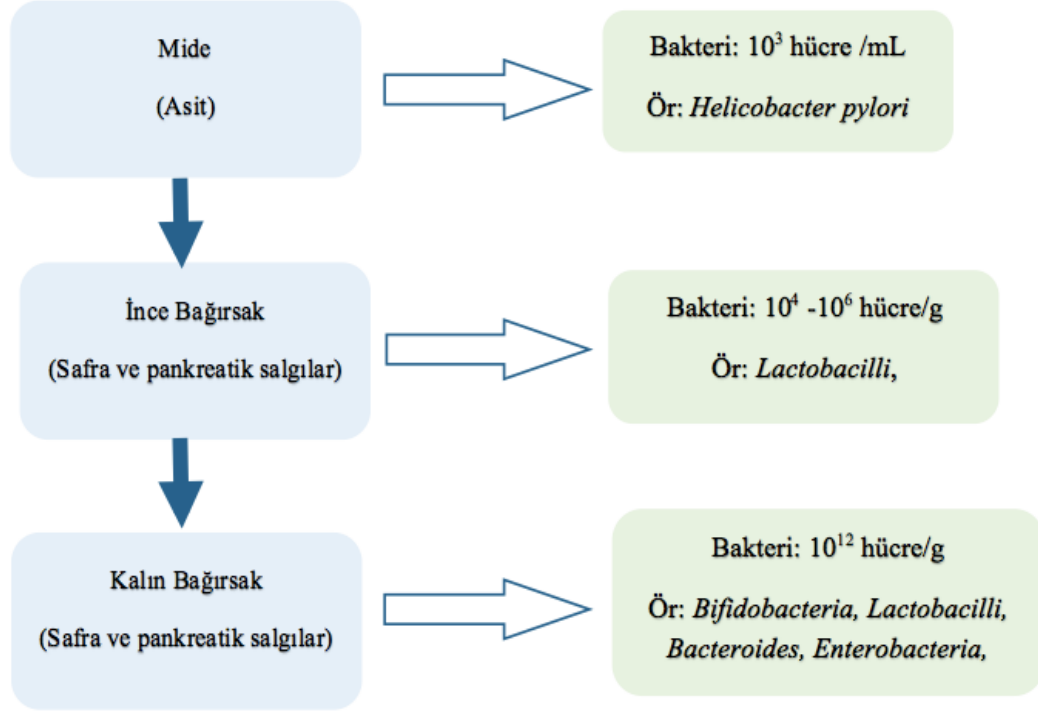 Mide
(Asit)
Bakteri: 10³ hücre /mL
Ör: Helicobacter pylori
İnce Bağırsak
(Safra ve pankreatik salgılar)
Bakteri: 10⁴ -10⁶ hücre/g
Ör: Lactobacilli,
Kalın Bağırsak
(Safra ve pankreatik salgılar)
Bakteri: 10¹² hücre/g
Ör: Bifidobacteria, Lactobacilli,
Bacteroides, Enterobacteria,